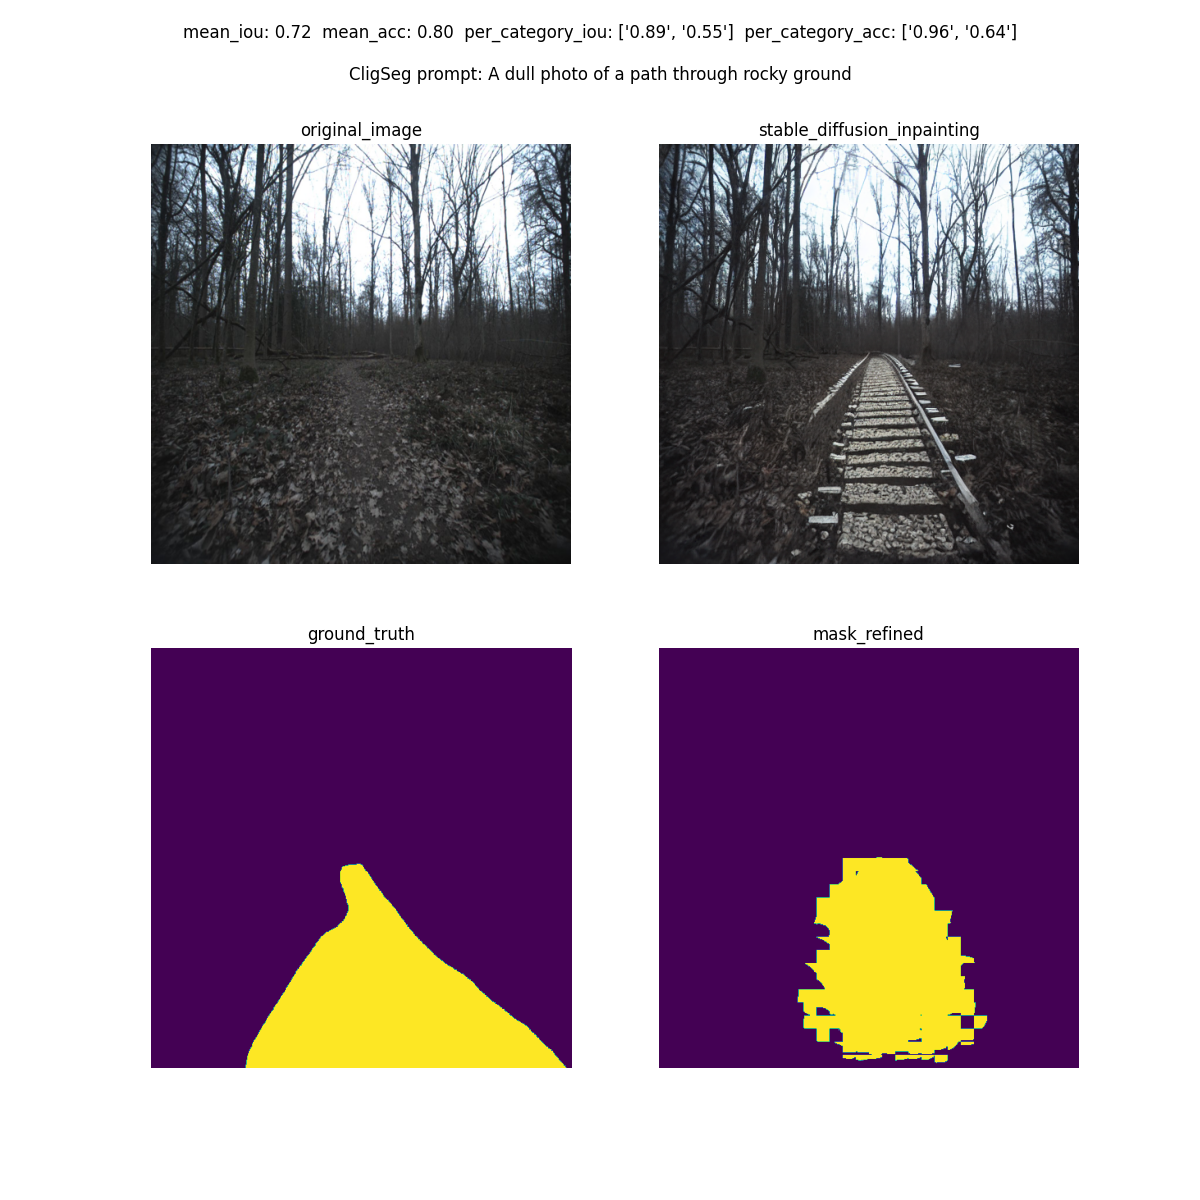 mean_iou: 0.72  mean_acc: 0.80  per_category_iou: ['0.89', '0.55']  per_category_acc: ['0.96', '0.64']
CligSeg prompt: A dull photo of a path through rocky ground
original_image
stable_diffusion_inpainting
ground_truth
mask_refined